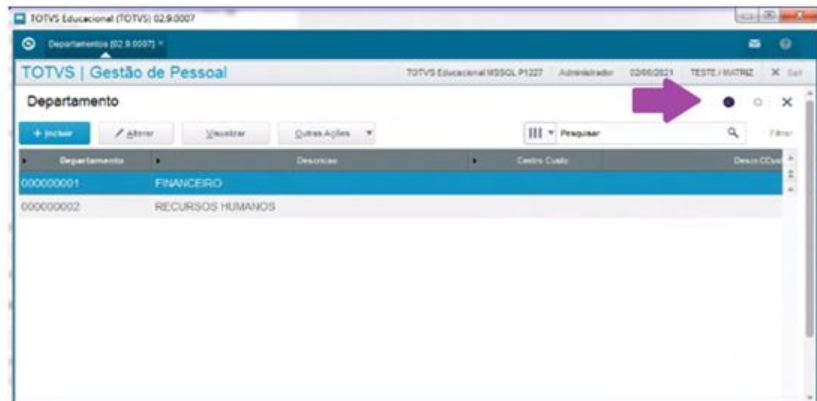 TOTVS Educacional (TOTVS) 02.9.0007
Departamentos [02.9.0007] ×
TOTVS | Gestão de Pessoal TOTVS Educacional MSSQL P1227 Administrador 02/06/2021 TESTE / MATRIZ Sair
Departamento
+ Incluir Alterar Visualizar Outras Ações Pesquisar Filtrar
Departamento Descricao Centro Custo Descr.CCust
000000001 FINANCEIRO
000000002 RECURSOS HUMANOS